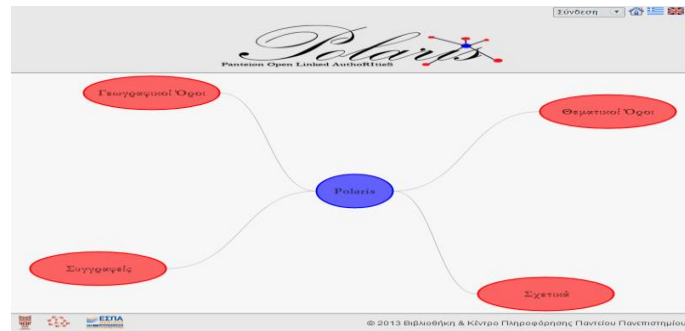 Σύνδεση
Polaris
Panteion Open Linked AuthoRItieS
Γεωγραφικοί Όροι
Θεματικοί Όροι
Polaris
Συγγραφείς
Σχετικά
ΕΣΠΑ
© 2013 Βιβλιοθήκη & Κέντρο Πληροφόρησης Παντείου Πανεπιστημίου